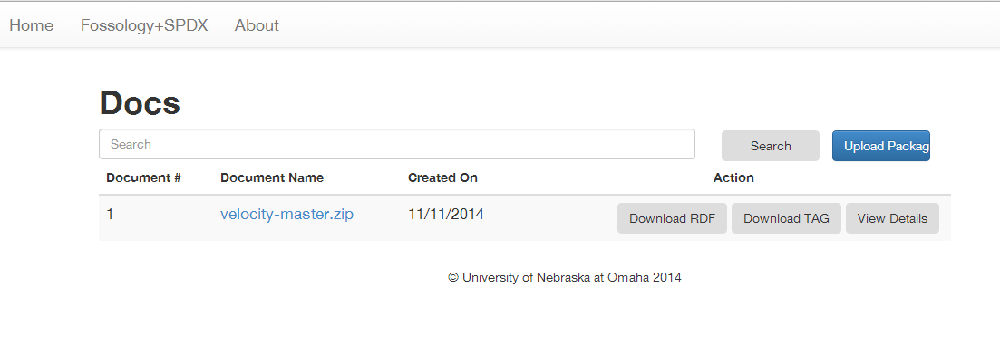 Home Fossology+SPDX About
Docs
Search Search Upload Packag
Document # Document Name Created On Action
1 velocity-master.zip 11/11/2014 Download RDF Download TAG View Details
© University of Nebraska at Omaha 2014